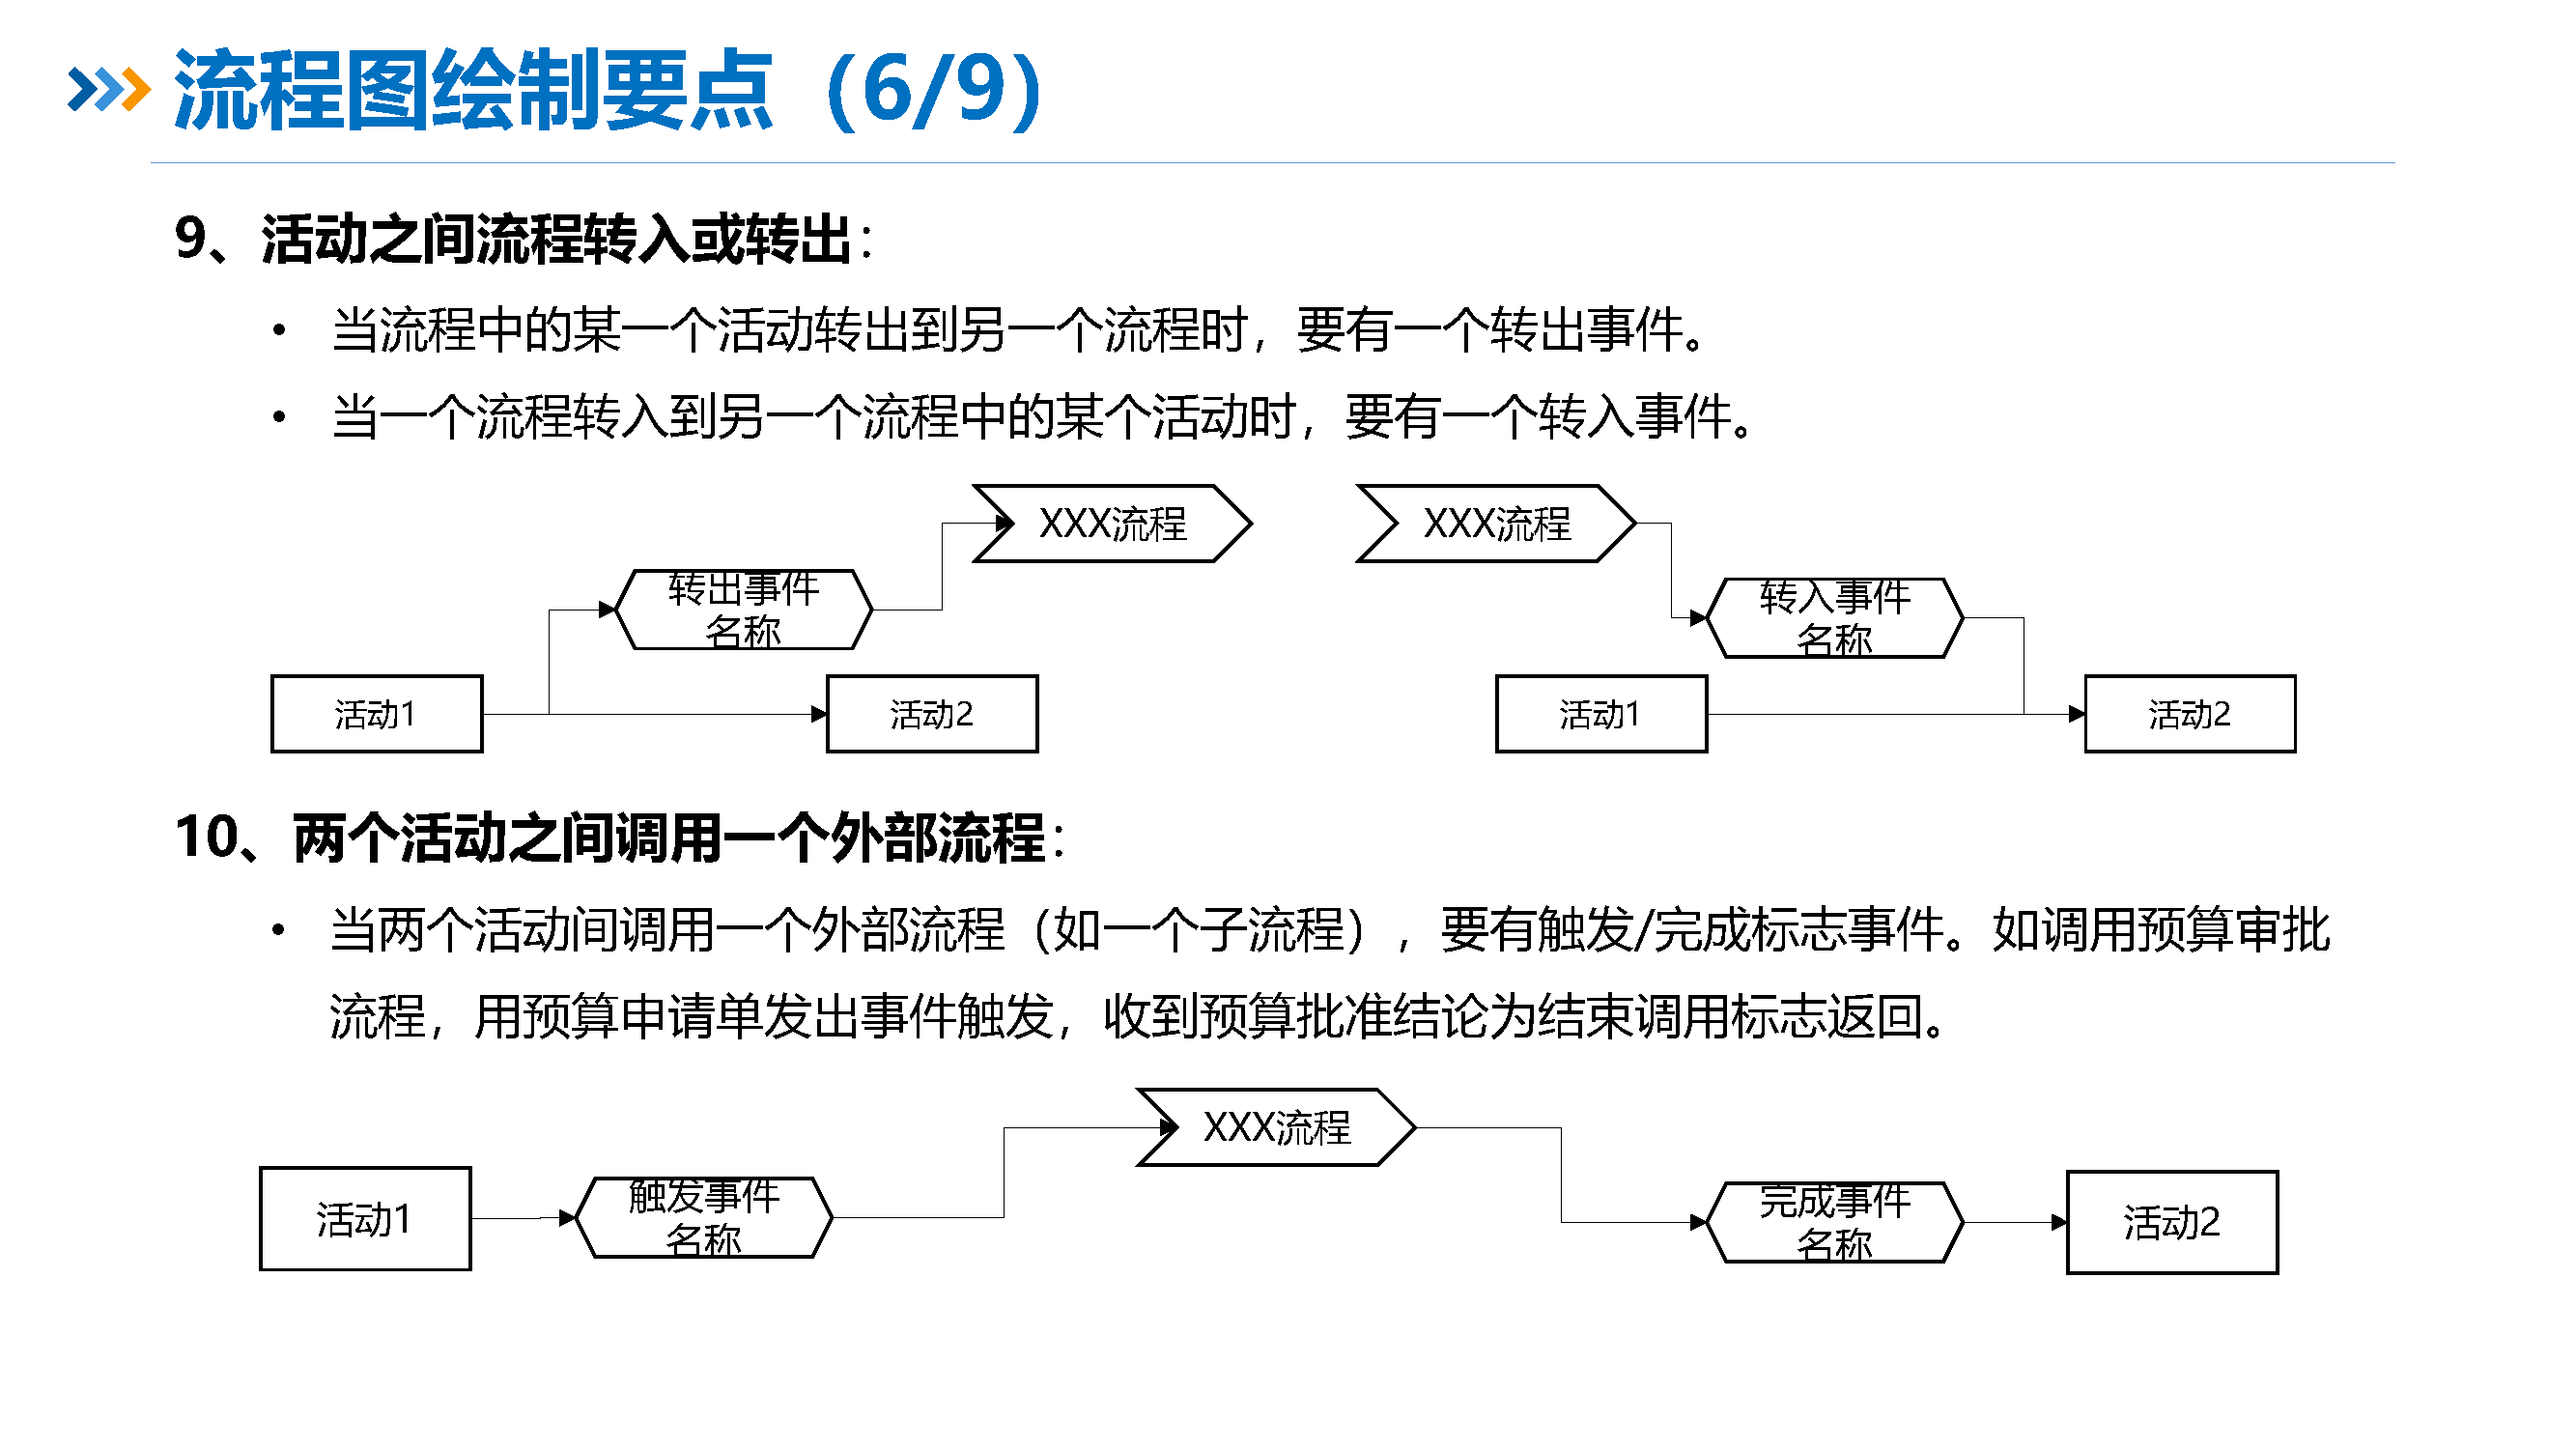 流程图绘制要点（6/9）
9、活动之间流程转入或转出：
• 当流程中的某一个活动转出到另一个流程时，要有一个转出事件。
• 当一个流程转入到另一个流程中的某个活动时，要有一个转入事件。
XXX流程
转出事件
名称
活动1
活动2
XXX流程
转入事件
名称
活动1
活动2
10、两个活动之间调用一个外部流程：
• 当两个活动间调用一个外部流程（如一个子流程），要有触发/完成标志事件。如调用预算审批
流程，用预算申请单发出事件触发，收到预算批准结论为结束调用标志返回。
活动1
触发事件
名称
XXX流程
完成事件
名称
活动2